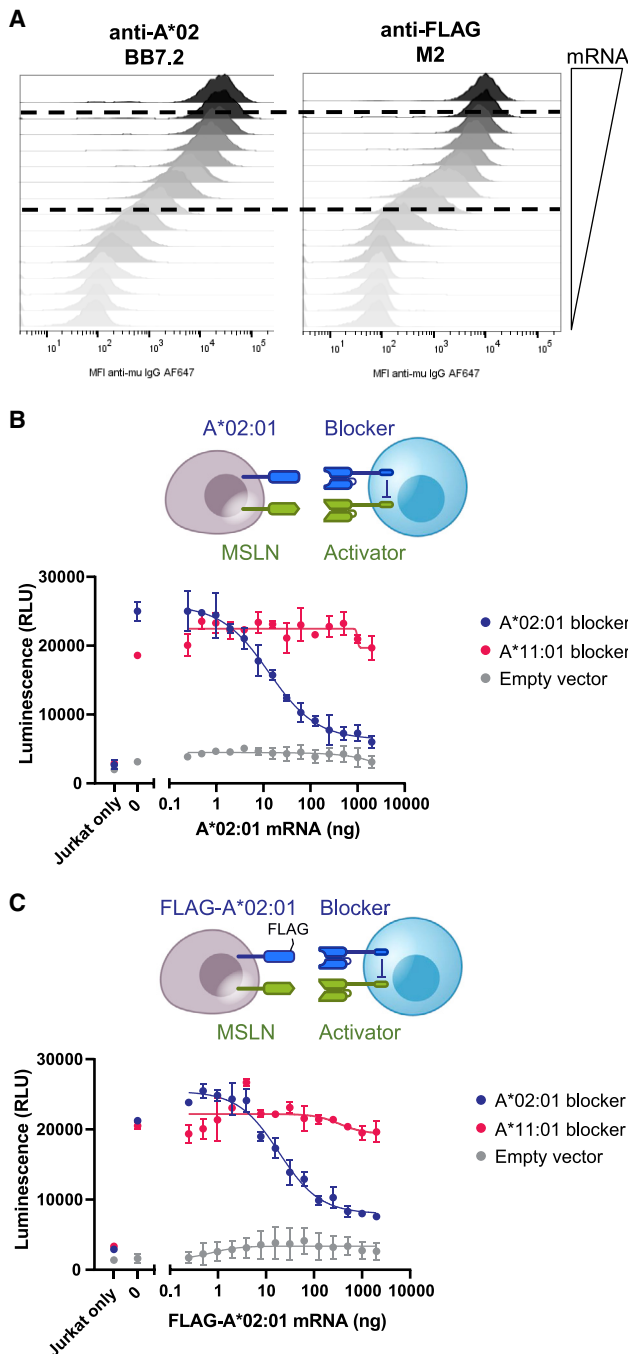 A
anti-A*02
BB7.2
anti-FLAG
M2
mRNA
10^1 10^2 10^3 10^4 10^5
10^1 10^2 10^3 10^4 10^5
MFI anti-mu IgG AF647
MFI anti-mu IgG AF647
B
A*02:01 Blocker
MSLN Activator
30000
20000
10000
0
Luminescence (RLU)
A*02:01 blocker
A*11:01 blocker
Empty vector
Jurkat only
0
0.1 1 10 100 1000 10000
A*02:01 mRNA (ng)
C
FLAG-A*02:01 Blocker
FLAG
MSLN Activator
30000
20000
10000
0
Luminescence (RLU)
A*02:01 blocker
A*11:01 blocker
Empty vector
Jurkat only
0
0.1 1 10 100 1000 10000
FLAG-A*02:01 mRNA (ng)